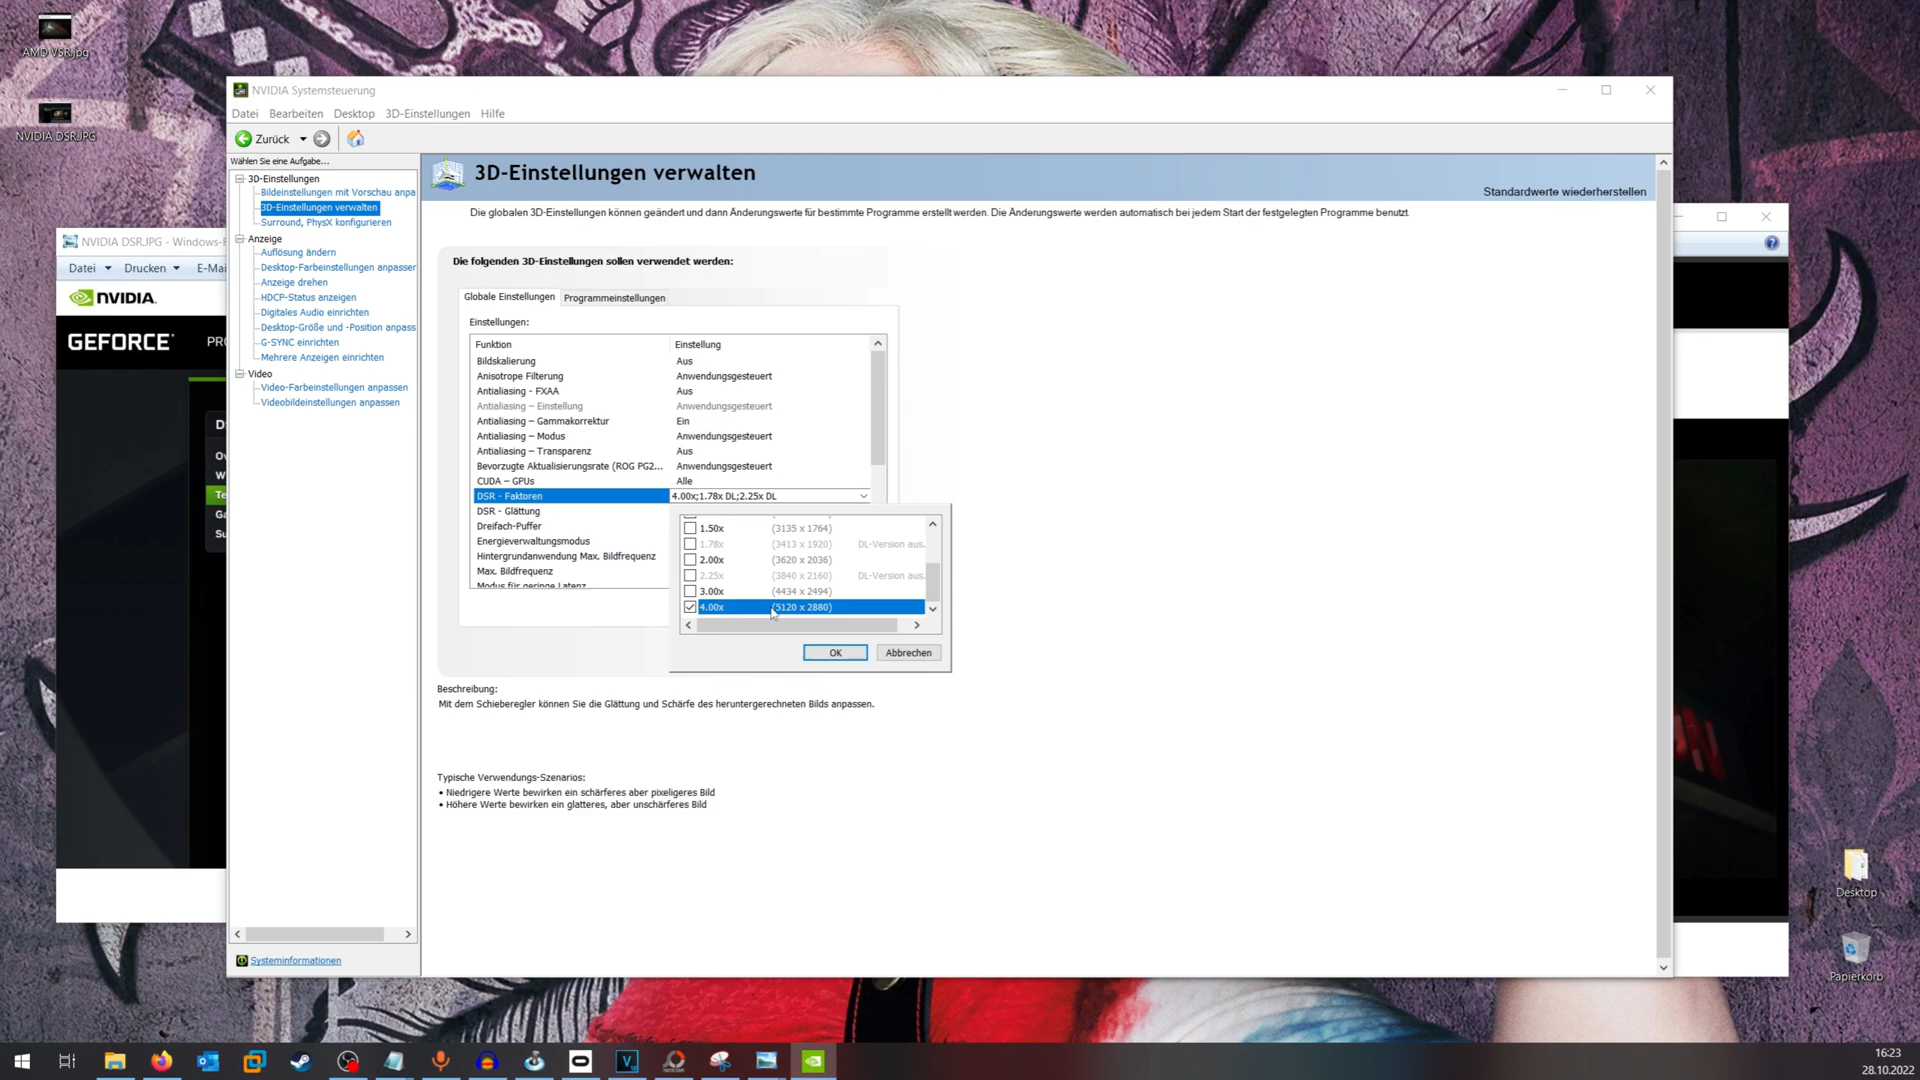 AMD VSR.jpg
NVIDIA DSR.JPG
NVIDIA Systemsteuerung
Datei Bearbeiten Desktop 3D-Einstellungen Hilfe
Zurück
Wählen Sie eine Aufgabe...
3D-Einstellungen
Bildeinstellungen mit Vorschau anpa
3D-Einstellungen verwalten
Surround, PhysX konfigurieren
Anzeige
Auflösung ändern
Desktop-Farbeinstellungen anpassen
Anzeige drehen
HDCP-Status anzeigen
Digitales Audio einrichten
Desktop-Größe und -Position anpass
G-SYNC einrichten
Mehrere Anzeigen einrichten
Video
Video-Farbeinstellungen anpassen
Videobildeinstellungen anpassen
Systeminformationen
3D-Einstellungen verwalten
Standardwerte wiederherstellen
Die globalen 3D-Einstellungen können geändert und dann Änderungswerte für bestimmte Programme erstellt werden. Die Änderungswerte werden automatisch bei jedem Start der festgelegten Programme benutzt.
Die folgenden 3D-Einstellungen sollen verwendet werden:
Globale Einstellungen Programmeinstellungen
Einstellungen:
Funktion Einstellung
Bildskalierung Aus
Anisotrope Filterung Anwendungsgesteuert
Antialiasing - FXAA Aus
Antialiasing – Einstellung Anwendungsgesteuert
Antialiasing – Gammakorrektur Ein
Antialiasing – Modus Anwendungsgesteuert
Antialiasing – Transparenz Aus
Bevorzugte Aktualisierungsrate (ROG PG2... Anwendungsgesteuert
CUDA – GPUs Alle
DSR - Faktoren 4.00x;1.78x DL;2.25x DL
DSR - Glättung
Dreifach-Puffer
Energieverwaltungsmodus
Hintergrundanwendung Max. Bildfrequenz
Max. Bildfrequenz
Modus für geringe Latenz
1.50x (3135 x 1764)
1.78x (3413 x 1920) DL-Version aus.
2.00x (3620 x 2036)
2.25x (3840 x 2160) DL-Version aus.
3.00x (4434 x 2494)
4.00x (5120 x 2880)
OK Abbrechen
Beschreibung:
Mit dem Schieberegler können Sie die Glättung und Schärfe des heruntergerechneten Bilds anpassen.
Typische Verwendungs-Szenarios:
• Niedrigere Werte bewirken ein schärferes aber pixeligeres Bild
• Höhere Werte bewirken ein glatteres, aber unschärferes Bild
NVIDIA DSR.JPG - Windows-F
Datei Drucken E-Mai
NVIDIA.
GEFORCE PRO
D
Ov
W
Te
Ga
Su
Desktop
Papierkorb
16:23
28.10.2022